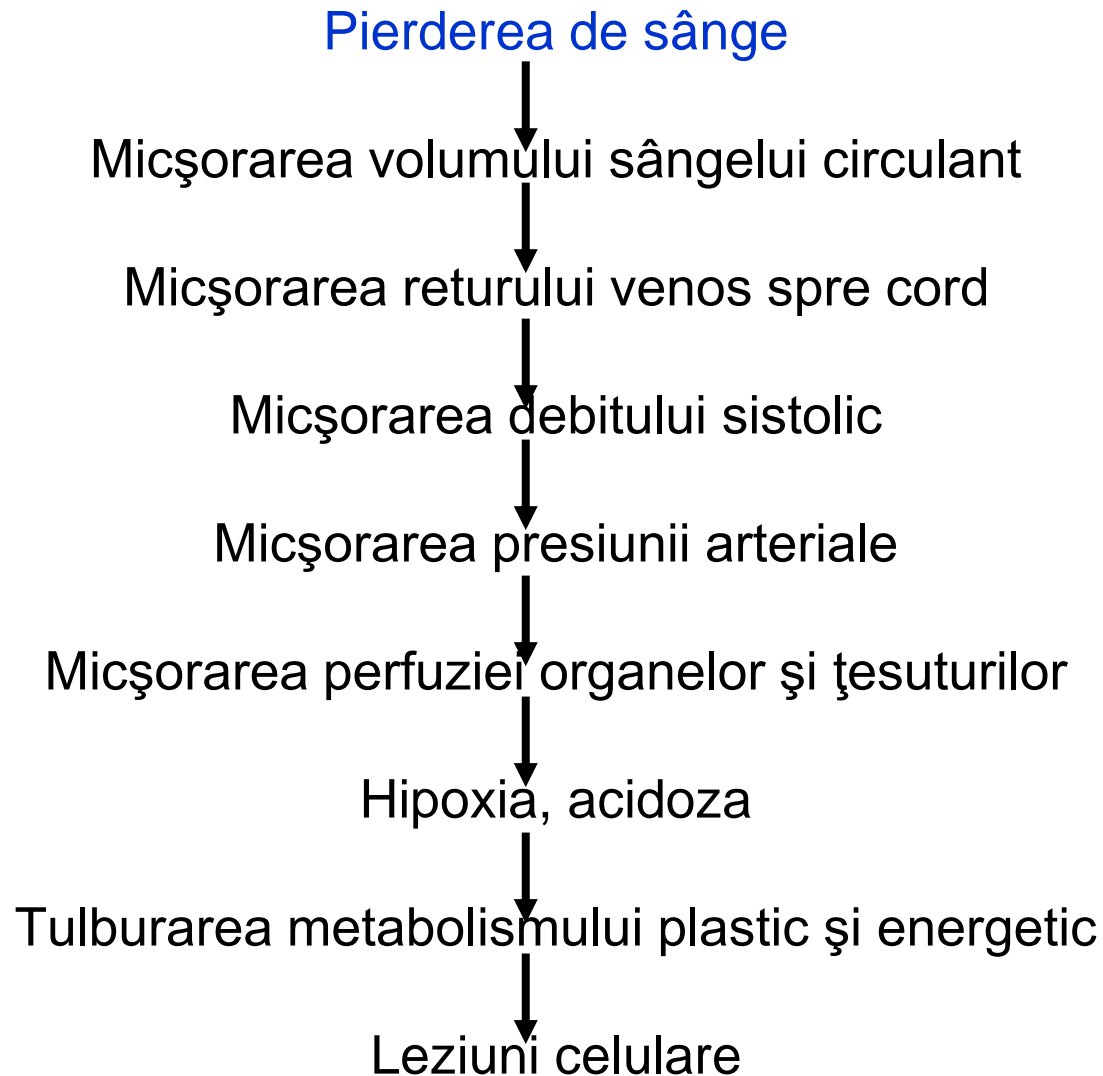 Pierderea de sânge
Micşorarea volumului sângelui circulant
Micşorarea returului venos spre cord
Micşorarea debitului sistolic
Micşorarea presiunii arteriale
Micşorarea perfuziei organelor şi ţesuturilor
Hipoxia, acidoza
Tulburarea metabolismului plastic şi energetic
Leziuni celulare